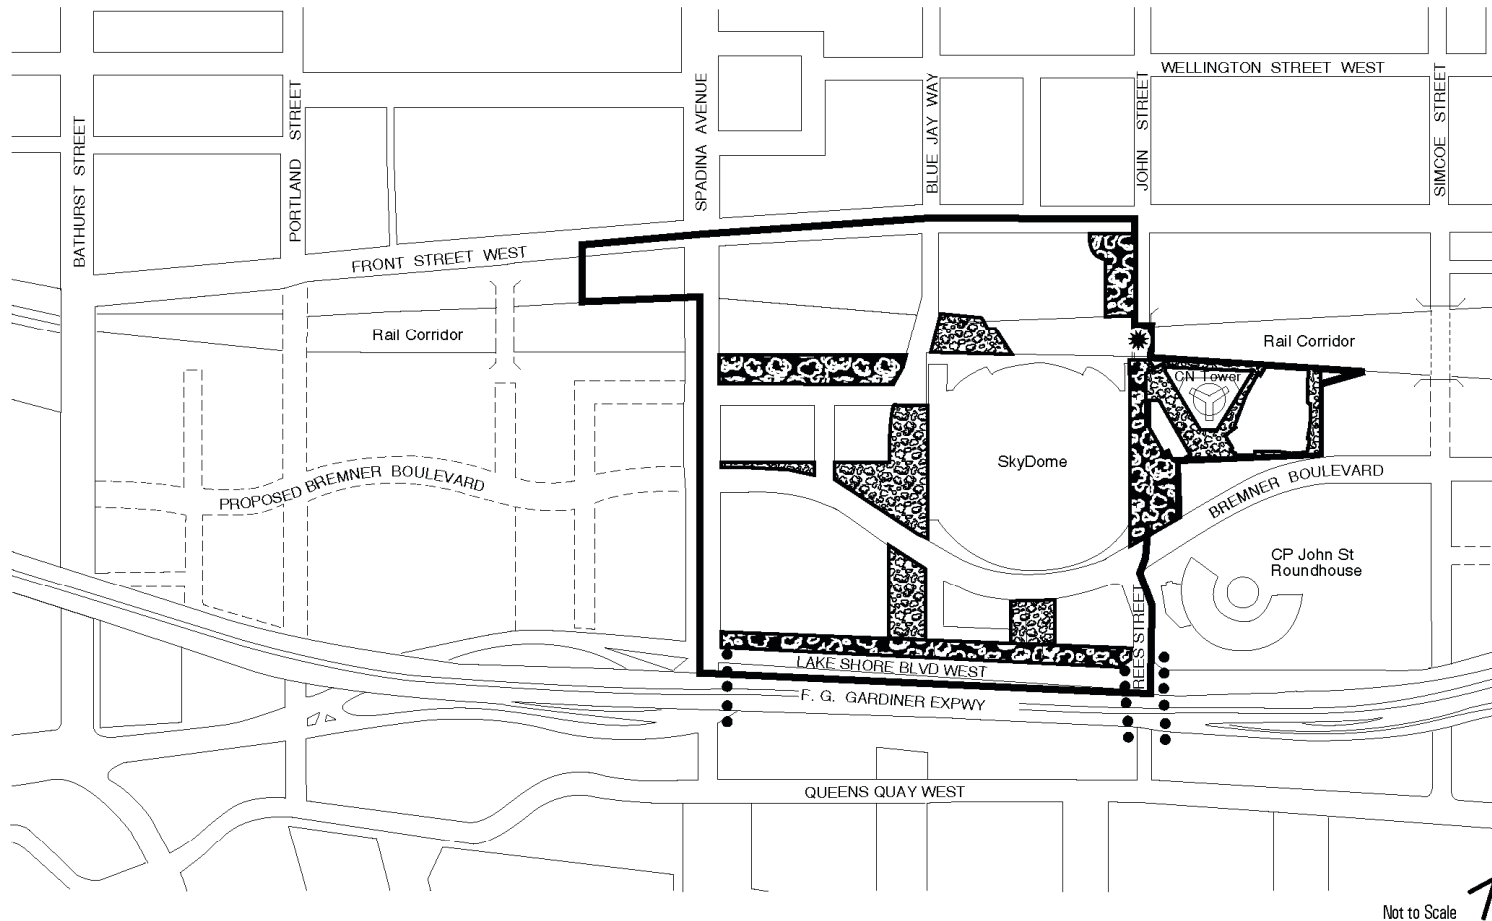 WELLINGTON STREET WEST
BATHURST STREET
PORTLAND STREET
SPADINA AVENUE
BLUE JAY WAY
JOHN STREET
SIMCOE STREET
FRONT STREET WEST
Rail Corridor
Rail Corridor
CN Tower
SkyDome
PROPOSED BREMNER BOULEVARD
BREMNER BOULEVARD
CP John St
Roundhouse
REES STREET
LAKE SHORE BLVD WEST
F. G. GARDINER EXPWY
QUEENS QUAY WEST
Not to Scale